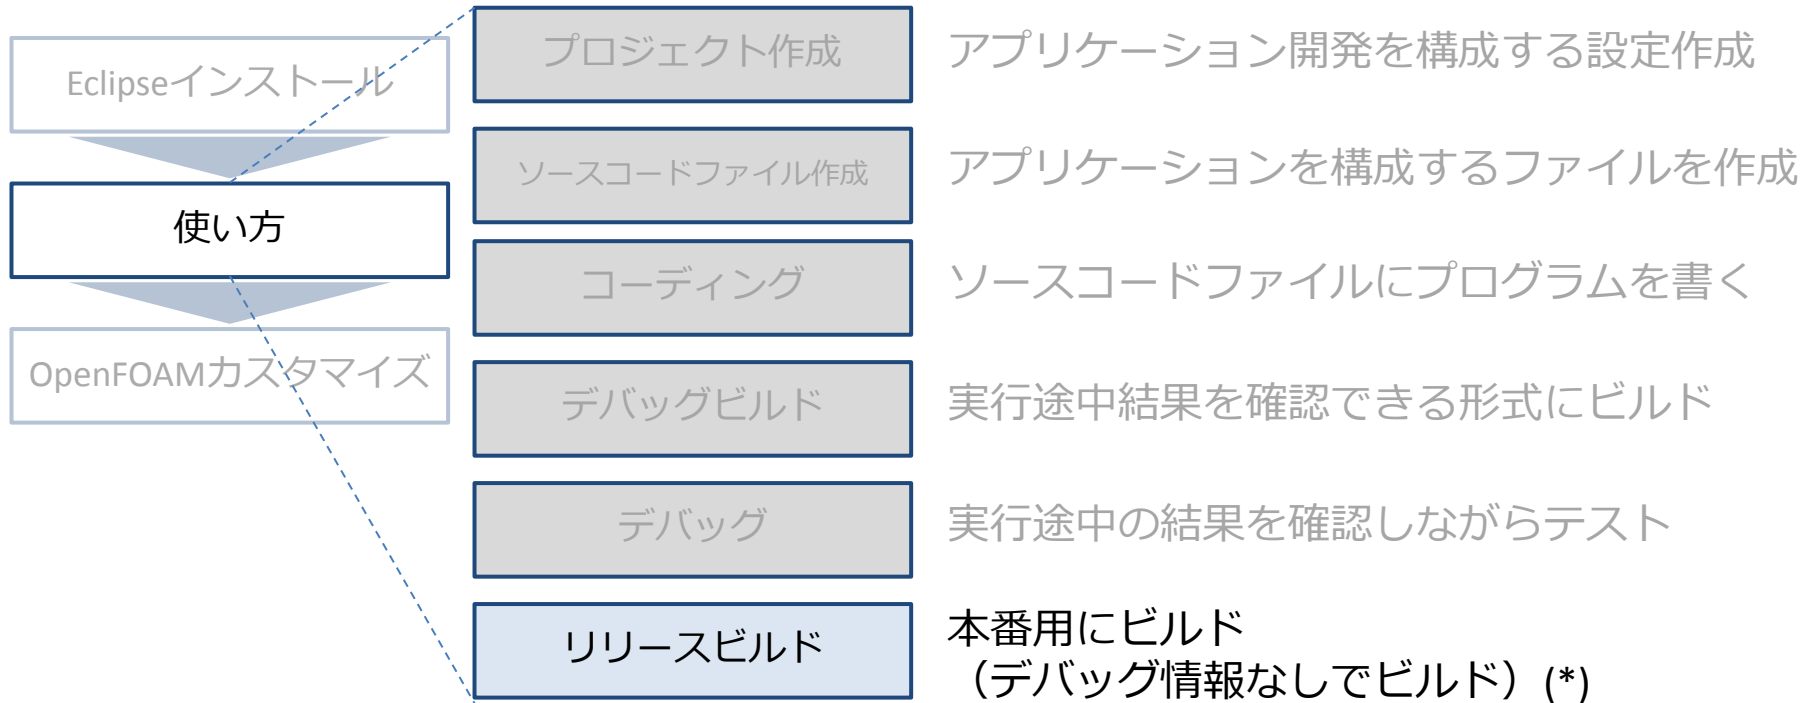 Eclipseインストール
使い方
OpenFOAMカスタマイズ
プロジェクト作成
アプリケーション開発を構成する設定作成
ソースコードファイル作成
アプリケーションを構成するファイルを作成
コーディング
ソースコードファイルにプログラムを書く
デバッグビルド
実行途中結果を確認できる形式にビルド
デバッグ
実行途中の結果を確認しながらテスト
リリースビルド
本番用にビルド
（デバッグ情報なしでビルド）(*)